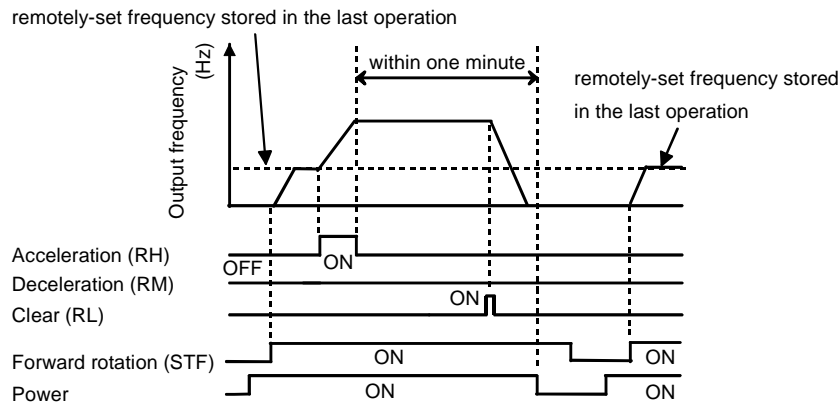 remotely-set frequency stored in the last operation
Output frequency
(Hz)
within one minute
remotely-set frequency stored
in the last operation
Acceleration (RH)
OFF
ON
Deceleration (RM)
Clear (RL)
ON
Forward rotation (STF)
ON
ON
Power
ON
ON